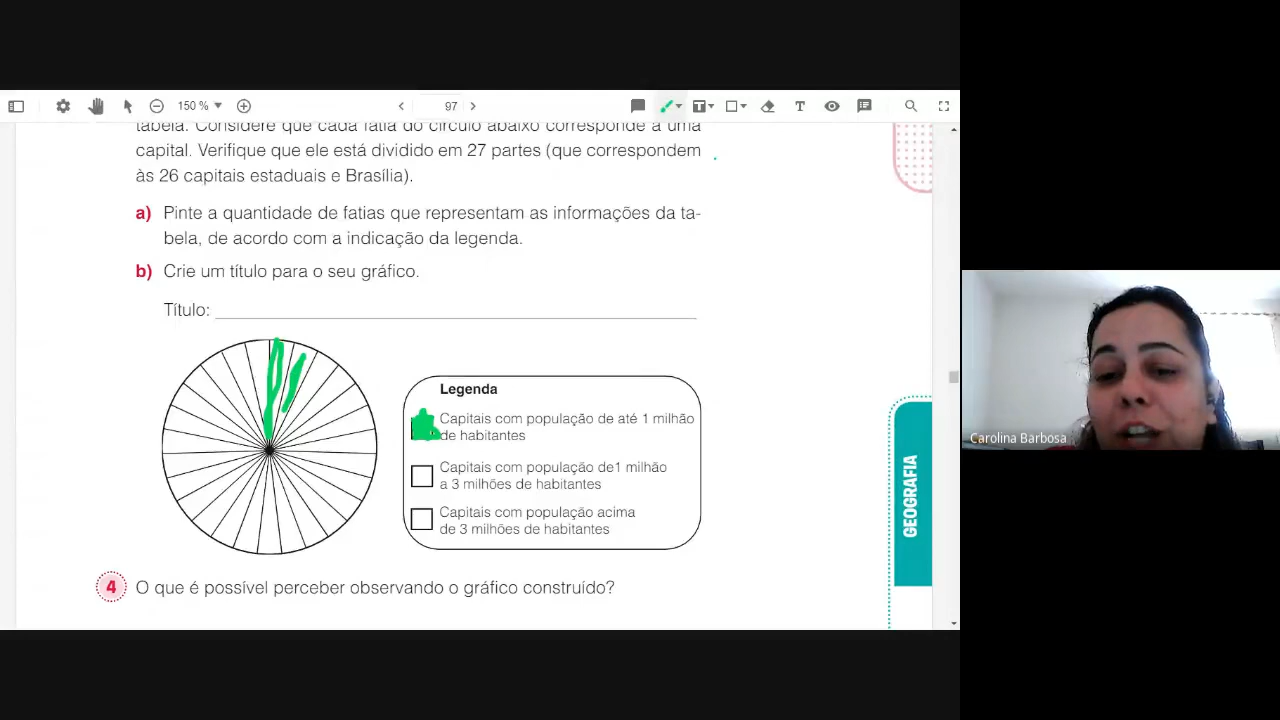 150 %
97
tabela. Considere que cada fatia do círculo abaixo corresponde a uma
capital. Verifique que ele está dividido em 27 partes (que correspondem
às 26 capitais estaduais e Brasília).
a) Pinte a quantidade de fatias que representam as informações da ta-
bela, de acordo com a indicação da legenda.
b) Crie um título para o seu gráfico.
Título:
Legenda
Capitais com população de até 1 milhão
de habitantes
Capitais com população de1 milhão
a 3 milhões de habitantes
Capitais com população acima
de 3 milhões de habitantes
4 O que é possível perceber observando o gráfico construído?
GEOGRAFIA
Carolina Barbosa